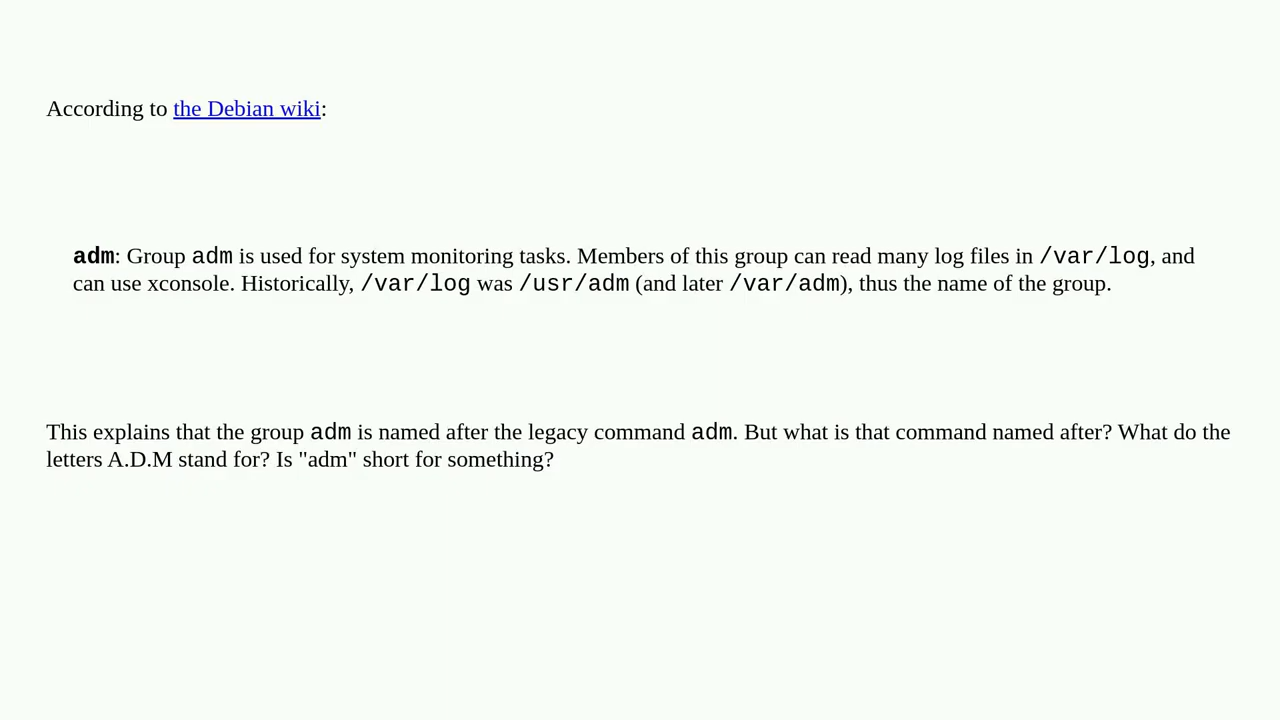 According to the Debian wiki:
adm: Group adm is used for system monitoring tasks. Members of this group can read many log files in /var/log, and
can use xconsole. Historically, /var/log was /usr/adm (and later /var/adm), thus the name of the group.
This explains that the group adm is named after the legacy command adm. But what is that command named after? What do the
letters A.D.M stand for? Is "adm" short for something?